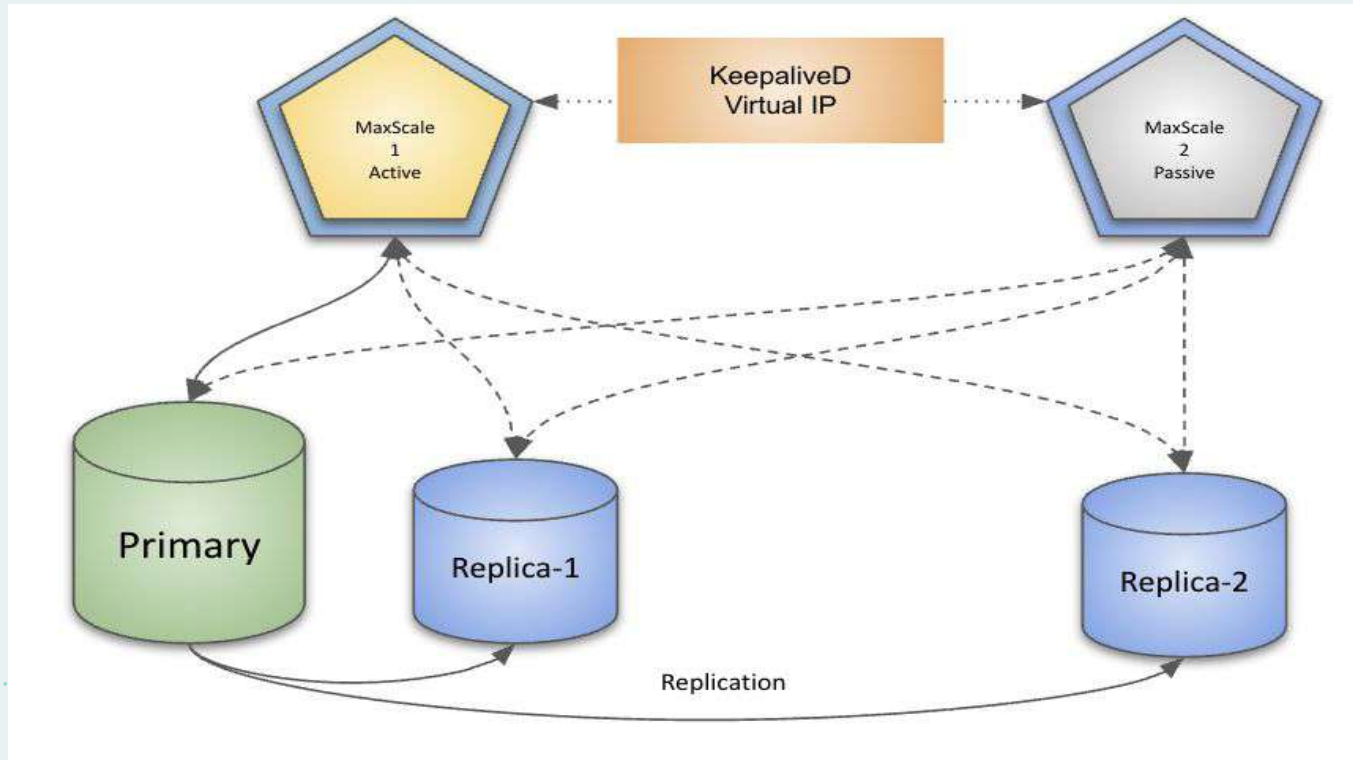 KeepaliveD
Virtual IP
MaxScale
1
Active
MaxScale
2
Passive
Primary
Replica-1
Replica-2
Replication